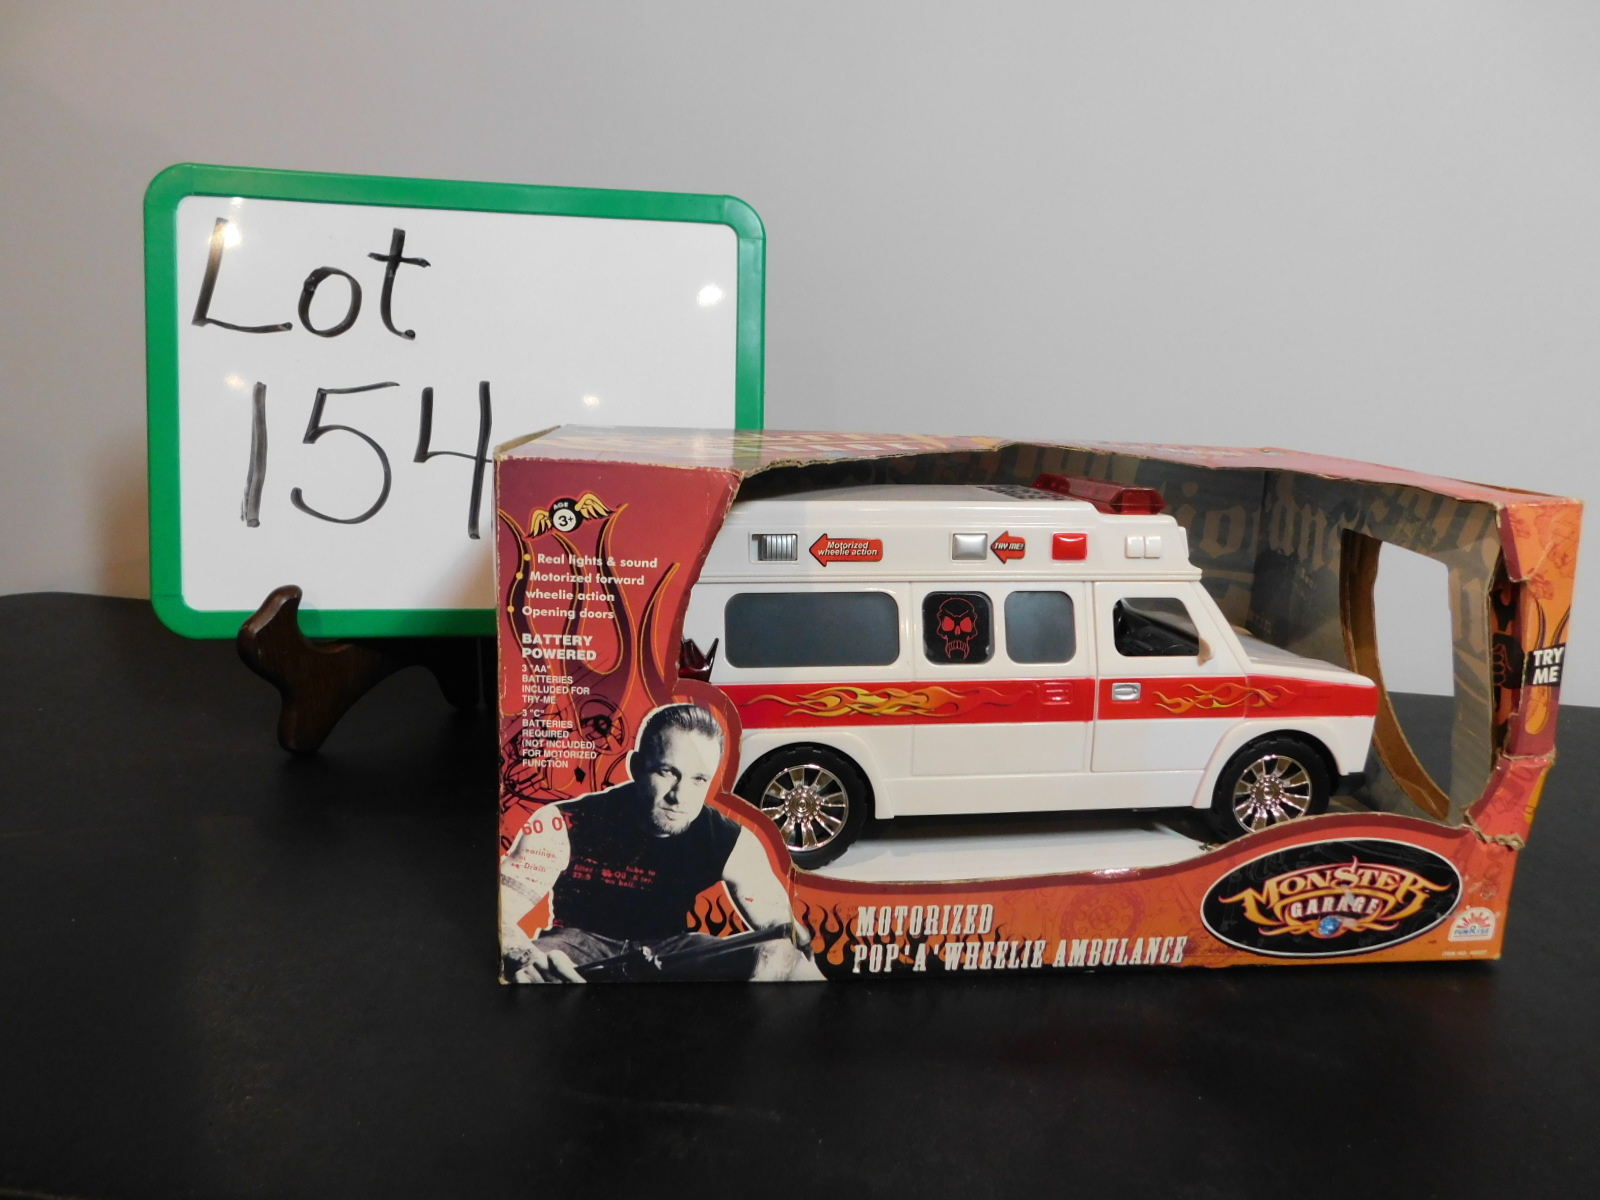 Lot
154
AGE
3+
Real lights & sound
Motorized forward
wheelie action
Opening doors
BATTERY
POWERED
3 "AA"
BATTERIES
INCLUDED FOR
TRY-ME
3 "C"
BATTERIES
REQUIRED
(NOT INCLUDED)
FOR MOTORIZED
FUNCTION
Motorized
wheelie action
TRY ME!
TRY
ME
MONSTER
GARAGE
MOTORIZED
POP 'A' WHEELIE AMBULANCE
FUNRISE